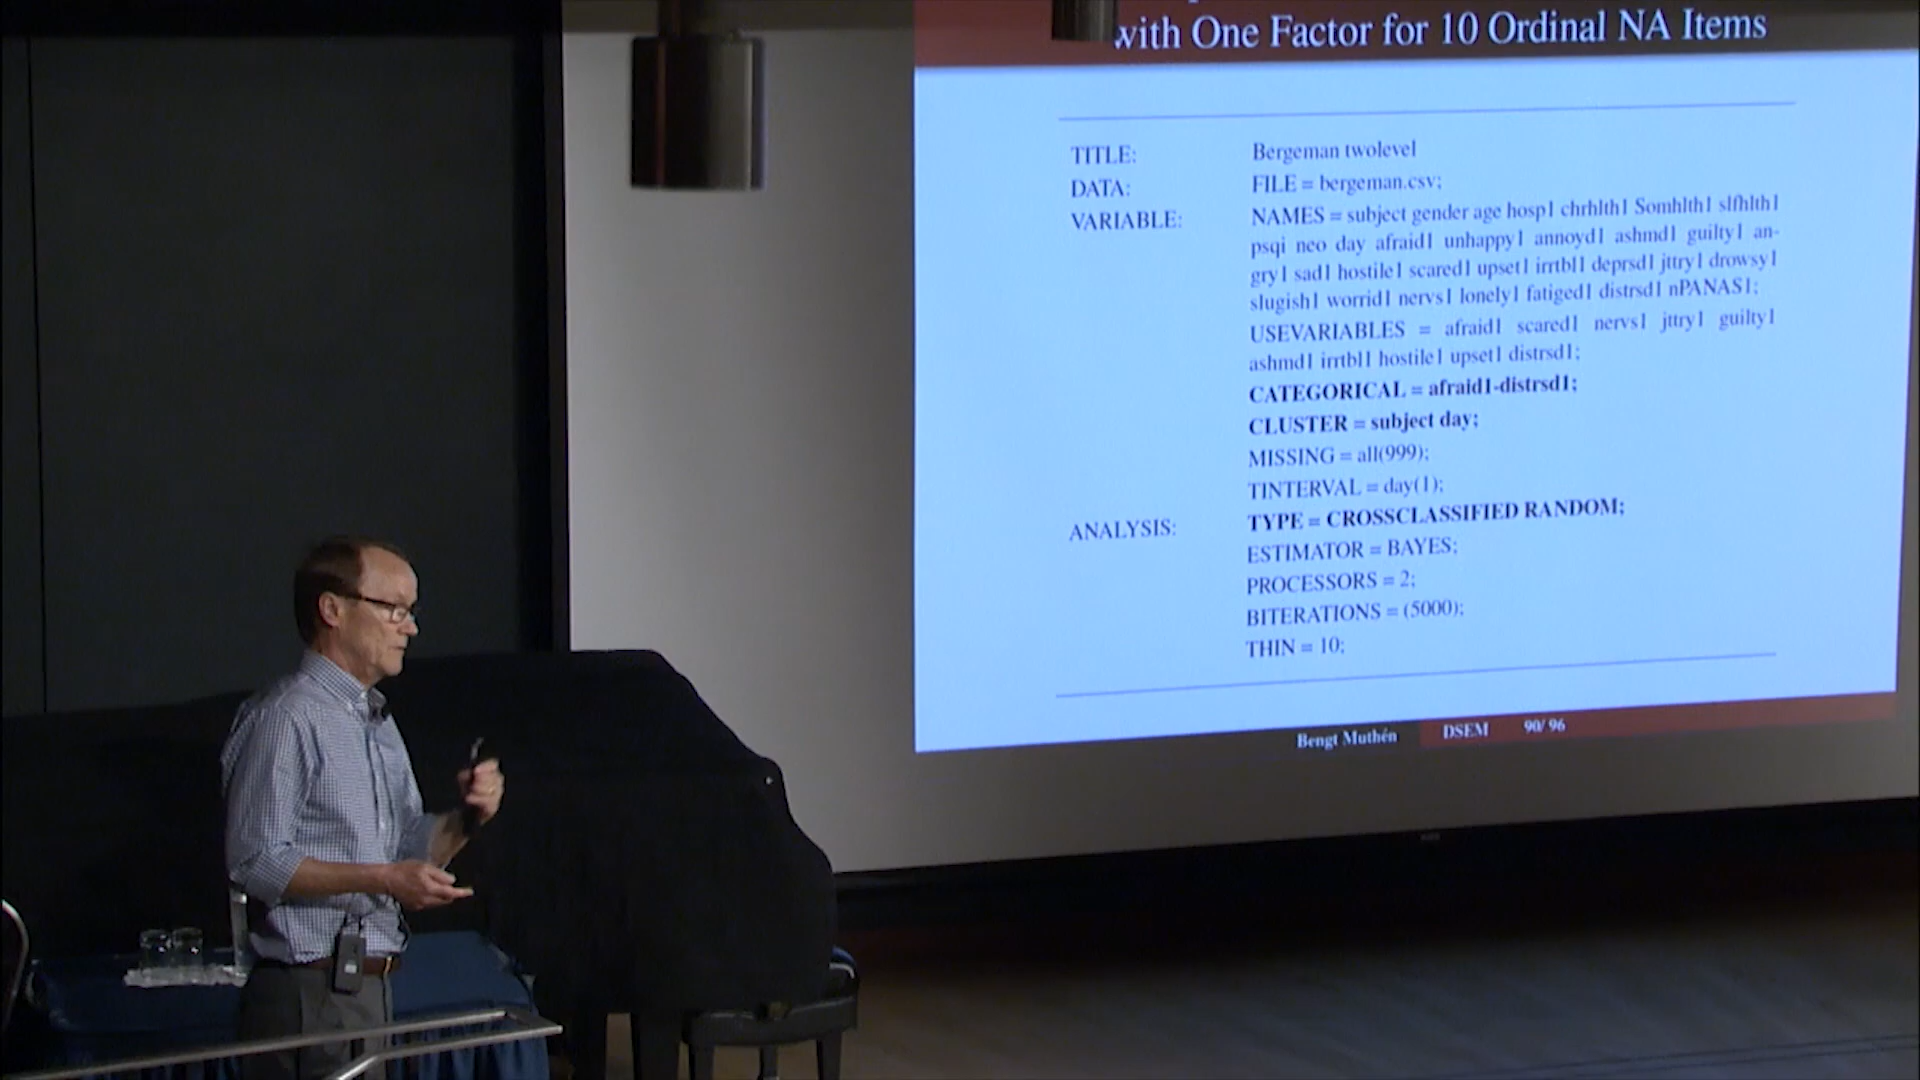 with One Factor for 10 Ordinal NA Items
TITLE: Bergeman twolevel
DATA: FILE = bergeman.csv;
VARIABLE: NAMES = subject gender age hosp1 chrhlth1 Somhlth1 slfhlth1
psqi neo day afraid1 unhappy1 annoyd1 ashmd1 guilty1 an-
gry1 sad1 hostile1 scared1 upset1 irrtbl1 deprsd1 jttry1 drowsy1
slugish1 worrid1 nervs1 lonely1 fatiged1 distrsd1 nPANAS1;
USEVARIABLES = afraid1 scared1 nervs1 jttry1 guilty1
ashmd1 irrtbl1 hostile1 upset1 distrsd1;
CATEGORICAL = afraid1-distrsd1;
CLUSTER = subject day;
MISSING = all(999);
TINTERVAL = day(1);
ANALYSIS: TYPE = CROSSCLASSIFIED RANDOM;
ESTIMATOR = BAYES;
PROCESSORS = 2;
BITERATIONS = (5000);
THIN = 10;
Bengt Muthén DSEM 90/ 96